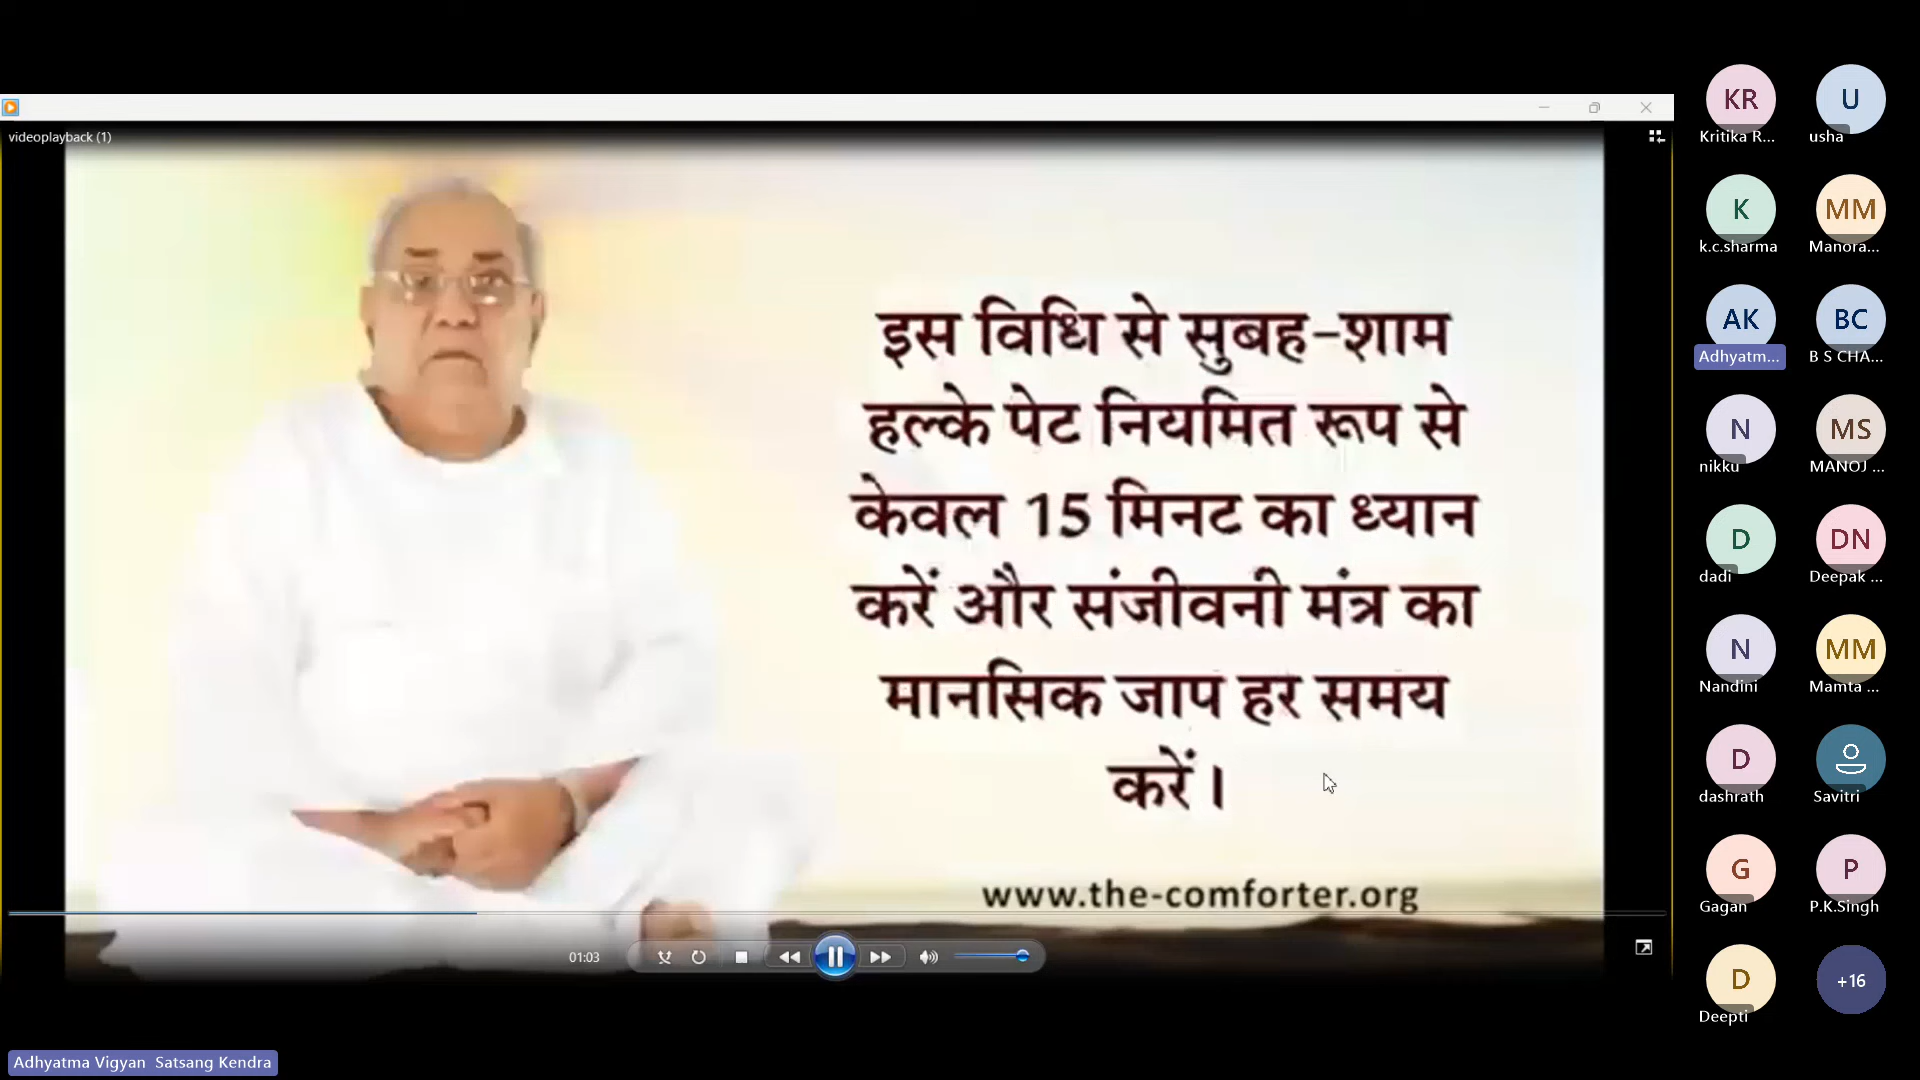 videoplayback (1)
इस विधि से सुबह-शाम
हल्के पेट नियमित रूप से
केवल 15 मिनट का ध्यान
करें और संजीवनी मंत्र का
मानसिक जाप हर समय
करें।
www.the-comforter.org
01:03
Adhyatma Vigyan Satsang Kendra
KR
Kritika R...
U
usha
K
k.c.sharma
MM
Manora...
AK
Adhyatm...
BC
B S CHA...
N
nikku
MS
MANOJ ...
D
dadi
DN
Deepak ...
N
Nandini
MM
Mamta ...
D
dashrath
Savitri
G
Gagan
P
P.K.Singh
D
Deepti
+16